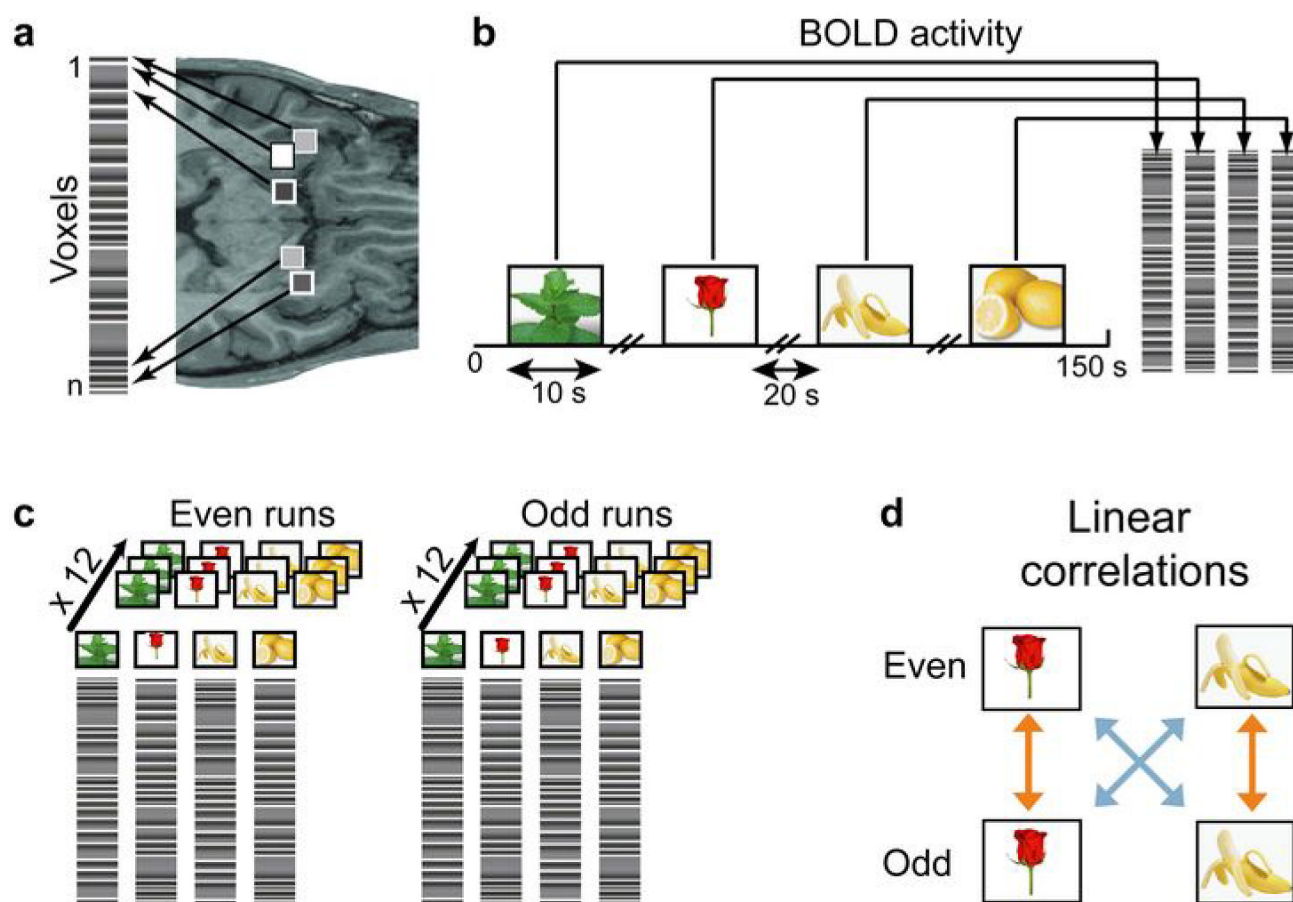 a
1
Voxels
n
b
BOLD activity
0
150 s
10 s
20 s
c
Even runs
x 12
Odd runs
x 12
d
Linear
correlations
Even
Odd